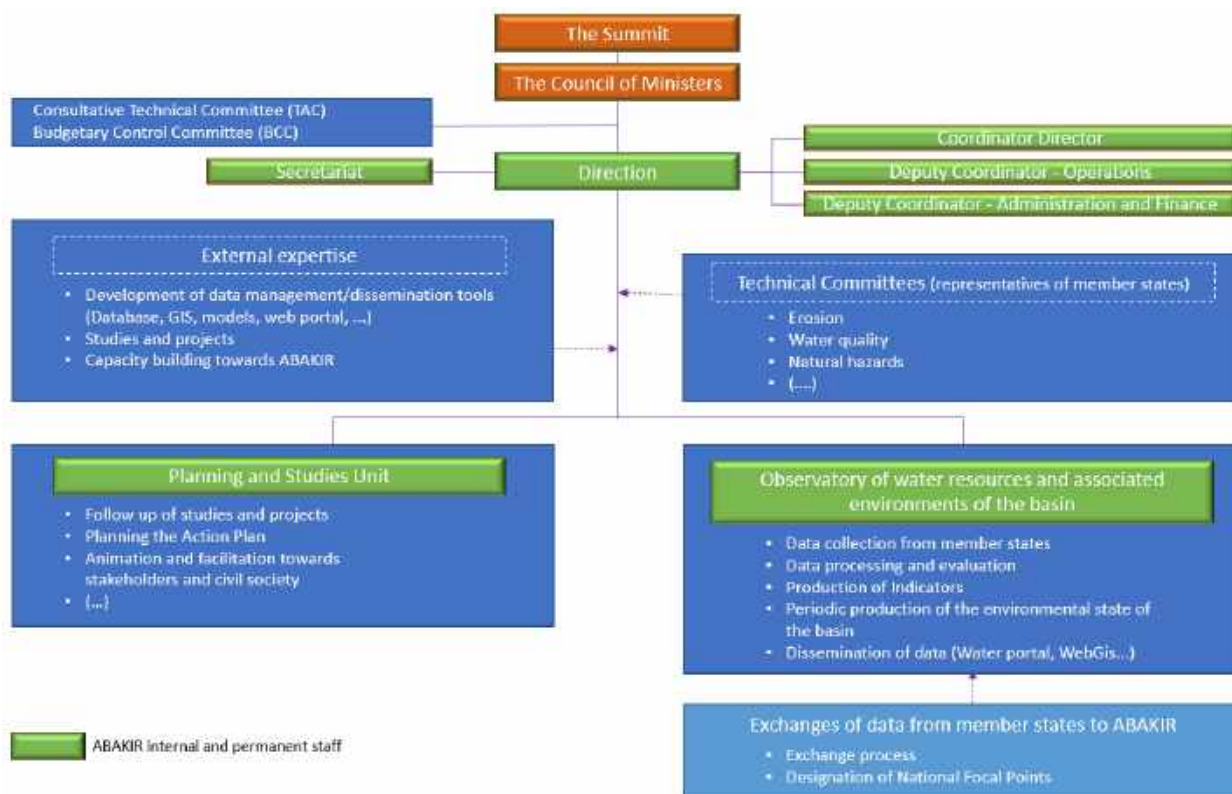 The Summit
The Council of Ministers
Consultative Technical Committee (TAC)
Budgetary Control Committee (BCC)
Secretariat
Direction
Coordinator Director
Deputy Coordinator - Operations
Deputy Coordinator - Administration and Finance
External expertise
• Development of data management/dissemination tools
(Database, GIS, models, web portal, ...)
• Studies and projects
• Capacity building towards ABAKIR
Technical Committees (representatives of member states)
• Erosion
• Water quality
• Natural hazards
• (....)
Planning and Studies Unit
• Follow up of studies and projects
• Planning the Action Plan
• Animation and facilitation towards
stakeholders and civil society
• (...)
Observatory of water resources and associated
environments of the basin
• Data collection from member states
• Data processing and evaluation
• Production of Indicators
• Periodic production of the environmental state of
the basin
• Dissemination of data (Water portal, WebGis...)
Exchanges of data from member states to ABAKIR
• Exchange process
• Designation of National Focal Points
ABAKIR internal and permanent staff